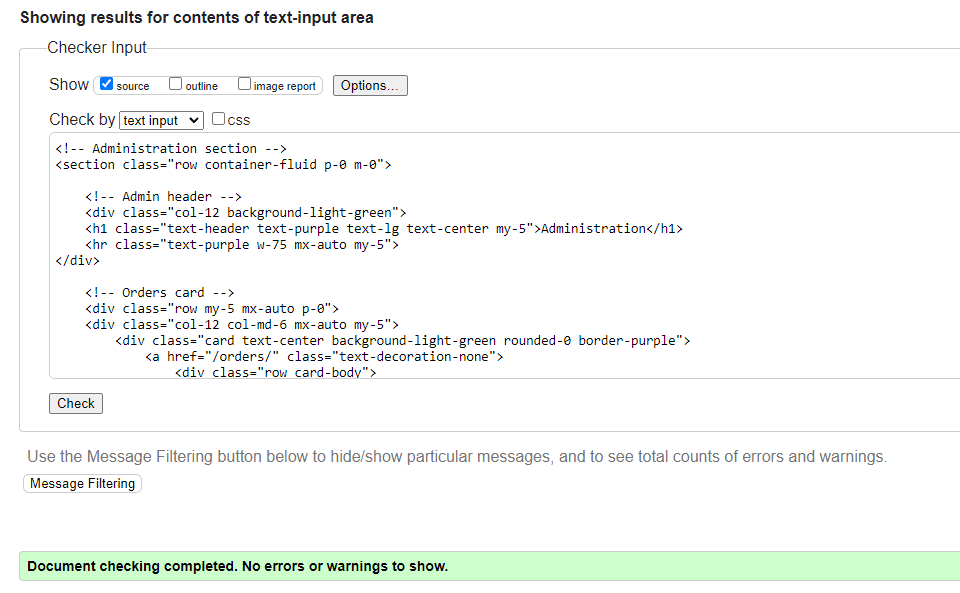 Showing results for contents of text-input area
Checker Input
Show source outline image report Options...
Check by text input css
<!-- Administration section -->
<section class="row container-fluid p-0 m-0">
<!-- Admin header -->
<div class="col-12 background-light-green">
<h1 class="text-header text-purple text-lg text-center my-5">Administration</h1>
<hr class="text-purple w-75 mx-auto my-5">
</div>
<!-- Orders card -->
<div class="row my-5 mx-auto p-0">
<div class="col-12 col-md-6 mx-auto my-5">
<div class="card text-center background-light-green rounded-0 border-purple">
<a href="/orders/" class="text-decoration-none">
<div class="row card-body">
Check
Use the Message Filtering button below to hide/show particular messages, and to see total counts of errors and warnings.
Message Filtering
Document checking completed. No errors or warnings to show.